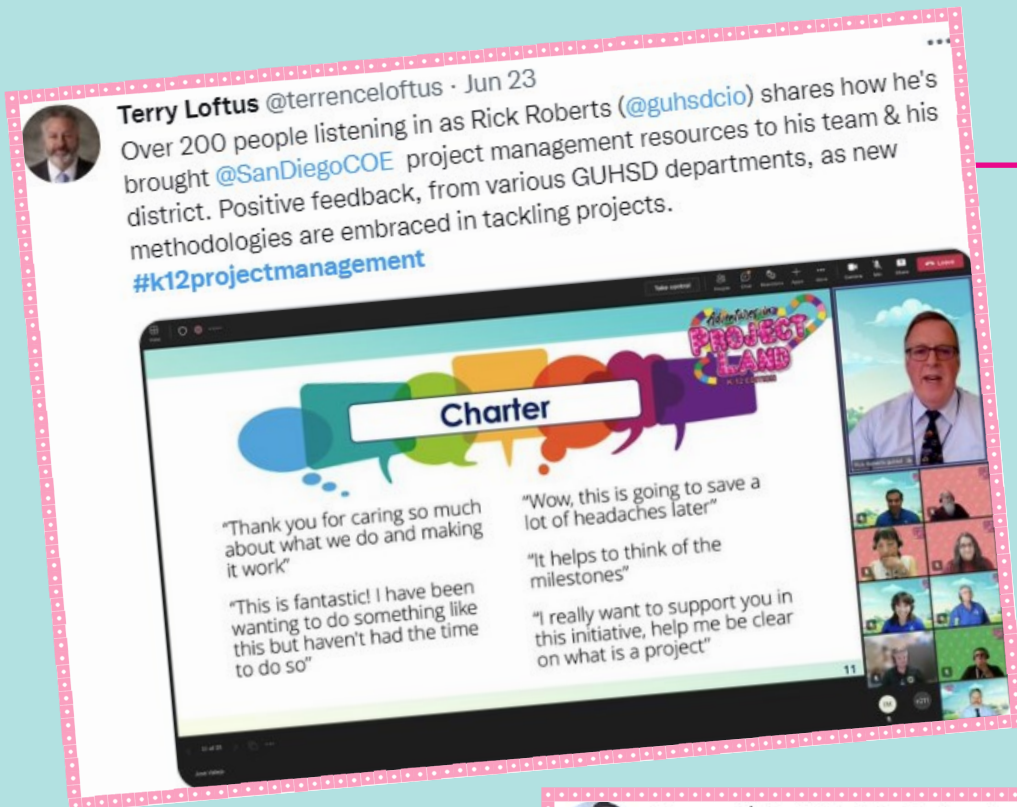 Terry Loftus @terrenceloftus · Jun 23
Over 200 people listening in as Rick Roberts (@guhsdcio) shares how he's
brought @SanDiegoCOE project management resources to his team & his
district. Positive feedback, from various GUHSD departments, as new
methodologies are embraced in tackling projects.
#k12projectmanagement
Take control
Leave
Adventures in
PROJECT
LAND
Charter
"Thank you for caring so much
about what we do and making
it work"
"This is fantastic! I have been
wanting to do something like
this but haven't had the time
to do so"
"Wow, this is going to save a
lot of headaches later"
"It helps to think of the
milestones"
"I really want to support you in
this initiative, help me be clear
on what is a project"
11